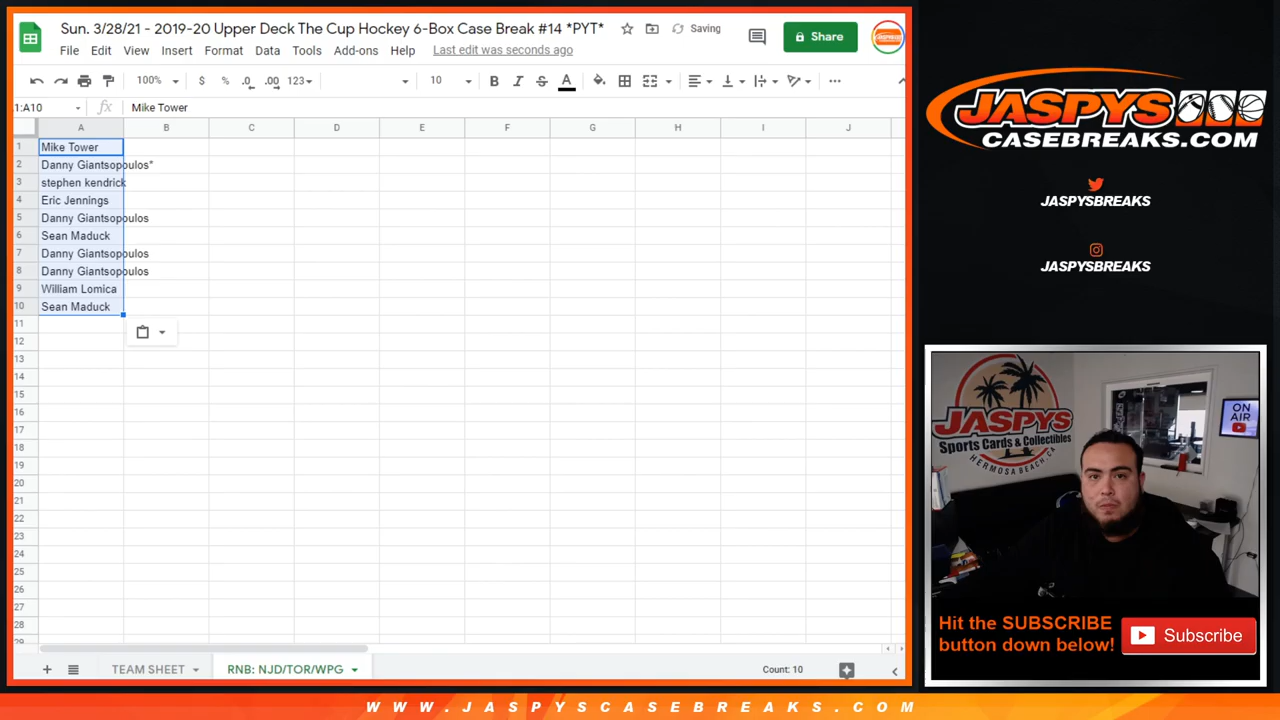 Sun. 3/28/21 - 2019-20 Upper Deck The Cup Hockey 6-Box Case Break #14 *PYT*
Saving
Share
File Edit View Insert Format Data Tools Add-ons Help Last edit was seconds ago
100% $ % .0 .00 123 10 B I S A
1:A10 fx Mike Tower
A B C D E F G H I J
1 Mike Tower
2 Danny Giantsopoulos*
3 stephen kendrick
4 Eric Jennings
5 Danny Giantsopoulos
6 Sean Maduck
7 Danny Giantsopoulos
8 Danny Giantsopoulos
9 William Lomica
10 Sean Maduck
11
12
13
14
15
16
17
18
19
20
21
22
23
24
25
26
27
28
29
TEAM SHEET RNB: NJD/TOR/WPG Count: 10
JASPYS
CASEBREAKS.COM
JASPYSBREAKS
JASPYSBREAKS
JASPYS
Sports Cards & Collectibles
HERMOSA BEACH, CA
ON
AIR
Hit the SUBSCRIBE
button down below!
Subscribe
WWW.JASPYSCASEBREAKS.COM